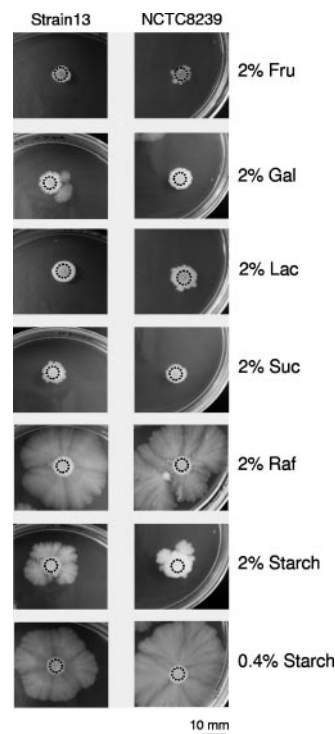 Strain13 NCTC8239
2% Fru
2% Gal
2% Lac
2% Suc
2% Raf
2% Starch
0.4% Starch
10 mm